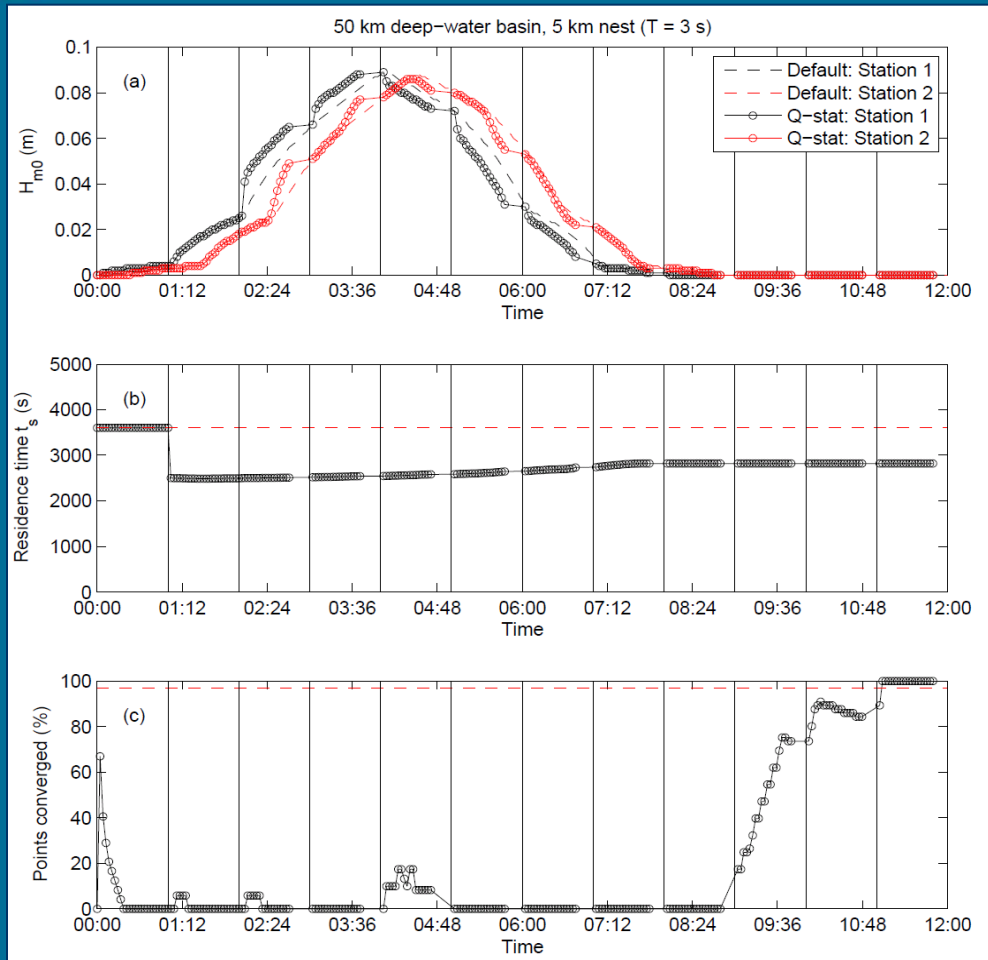 50 km deep−water basin, 5 km nest (T = 3 s)
(a)
Default: Station 1
Default: Station 2
Q−stat: Station 1
Q−stat: Station 2
H_m0 (m)
0.1
0.08
0.06
0.04
0.02
0
00:00 01:12 02:24 03:36 04:48 06:00 07:12 08:24 09:36 10:48 12:00
Time
(b)
Residence time t_s (s)
5000
4000
3000
2000
1000
0
00:00 01:12 02:24 03:36 04:48 06:00 07:12 08:24 09:36 10:48 12:00
Time
(c)
Points converged (%)
100
80
60
40
20
0
00:00 01:12 02:24 03:36 04:48 06:00 07:12 08:24 09:36 10:48 12:00
Time